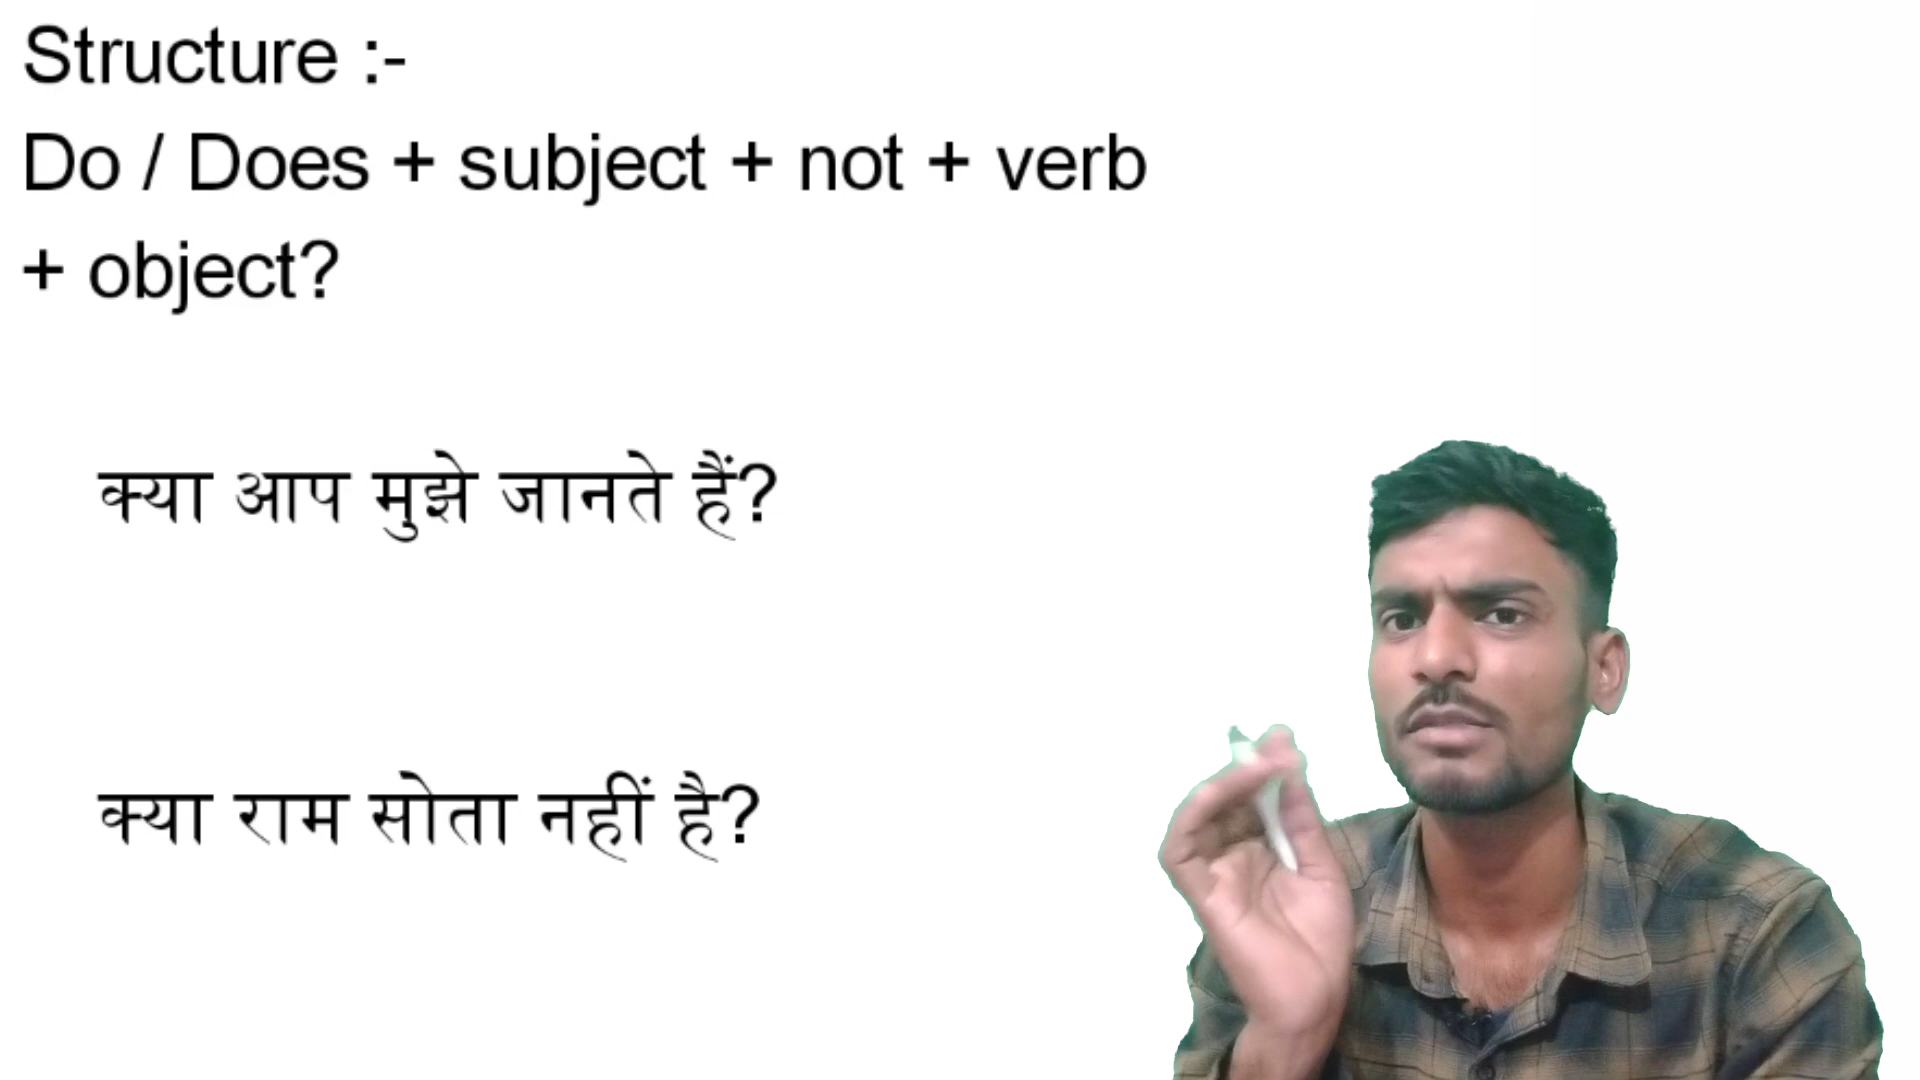 Structure :-
Do / Does + subject + not + verb
+ object?
क्या आप मुझे जानते हैं?
क्या राम सोता नहीं है?